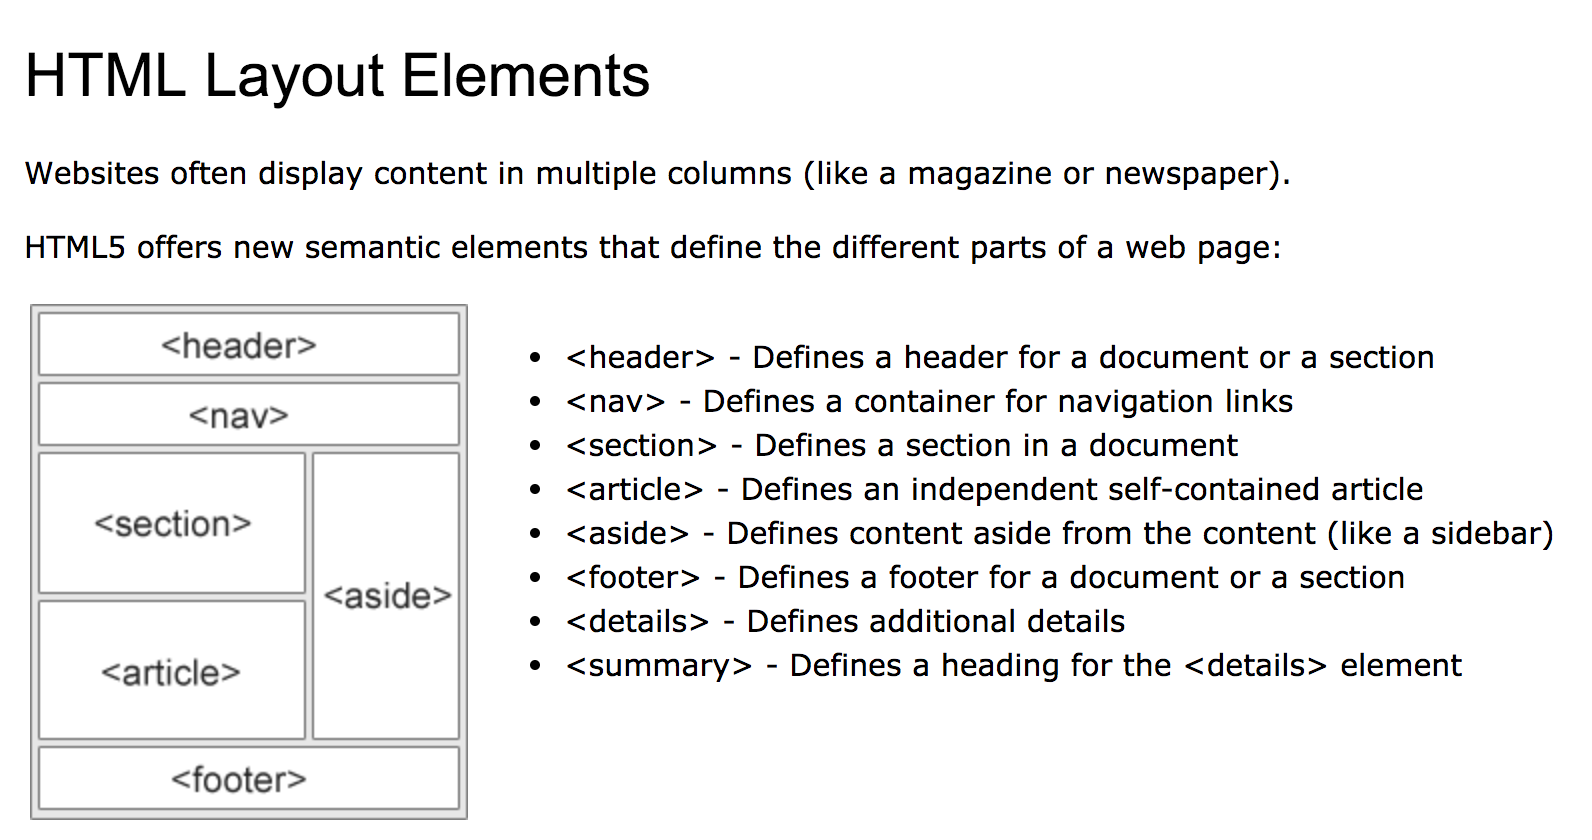 HTML Layout Elements
Websites often display content in multiple columns (like a magazine or newspaper).
HTML5 offers new semantic elements that define the different parts of a web page:
<header>
<nav>
<section>
<aside>
<article>
<footer>
• <header> - Defines a header for a document or a section
• <nav> - Defines a container for navigation links
• <section> - Defines a section in a document
• <article> - Defines an independent self-contained article
• <aside> - Defines content aside from the content (like a sidebar)
• <footer> - Defines a footer for a document or a section
• <details> - Defines additional details
• <summary> - Defines a heading for the <details> element